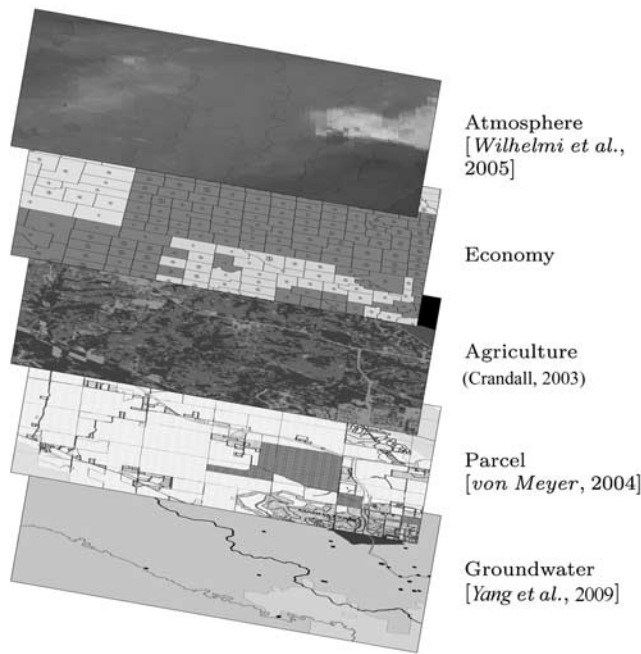 Atmosphere
[Wilhelmi et al.,
2005]
Economy
Agriculture
(Crandall, 2003)
Parcel
[von Meyer, 2004]
Groundwater
[Yang et al., 2009]